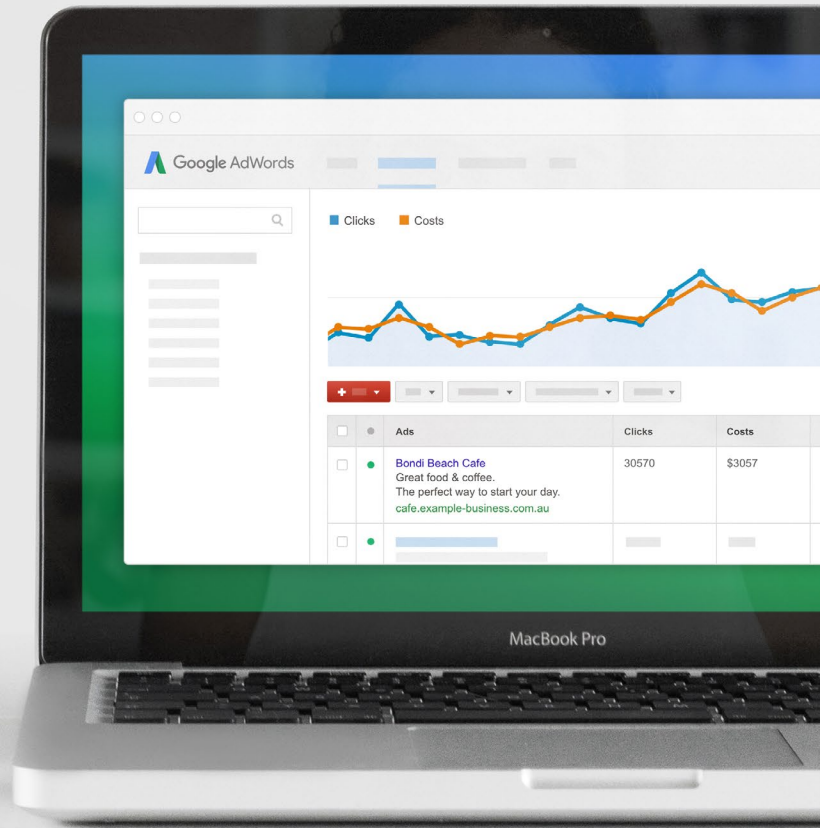 Google AdWords
Clicks Costs
Ads Clicks Costs
Bondi Beach Cafe 30570 $3057
Great food & coffee.
The perfect way to start your day.
cafe.example-business.com.au
MacBook Pro